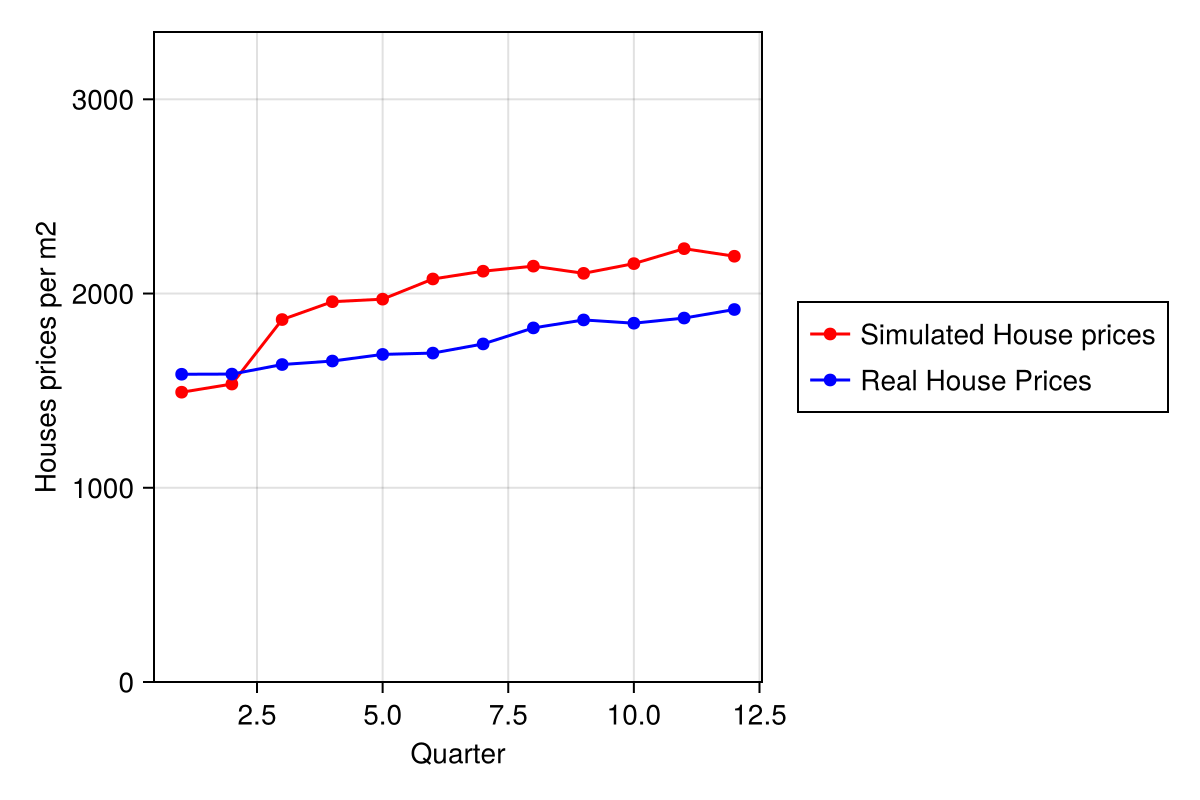 3000
2000
1000
0
Houses prices per m2
2.5 5.0 7.5 10.0 12.5
Quarter
Simulated House prices
Real House Prices